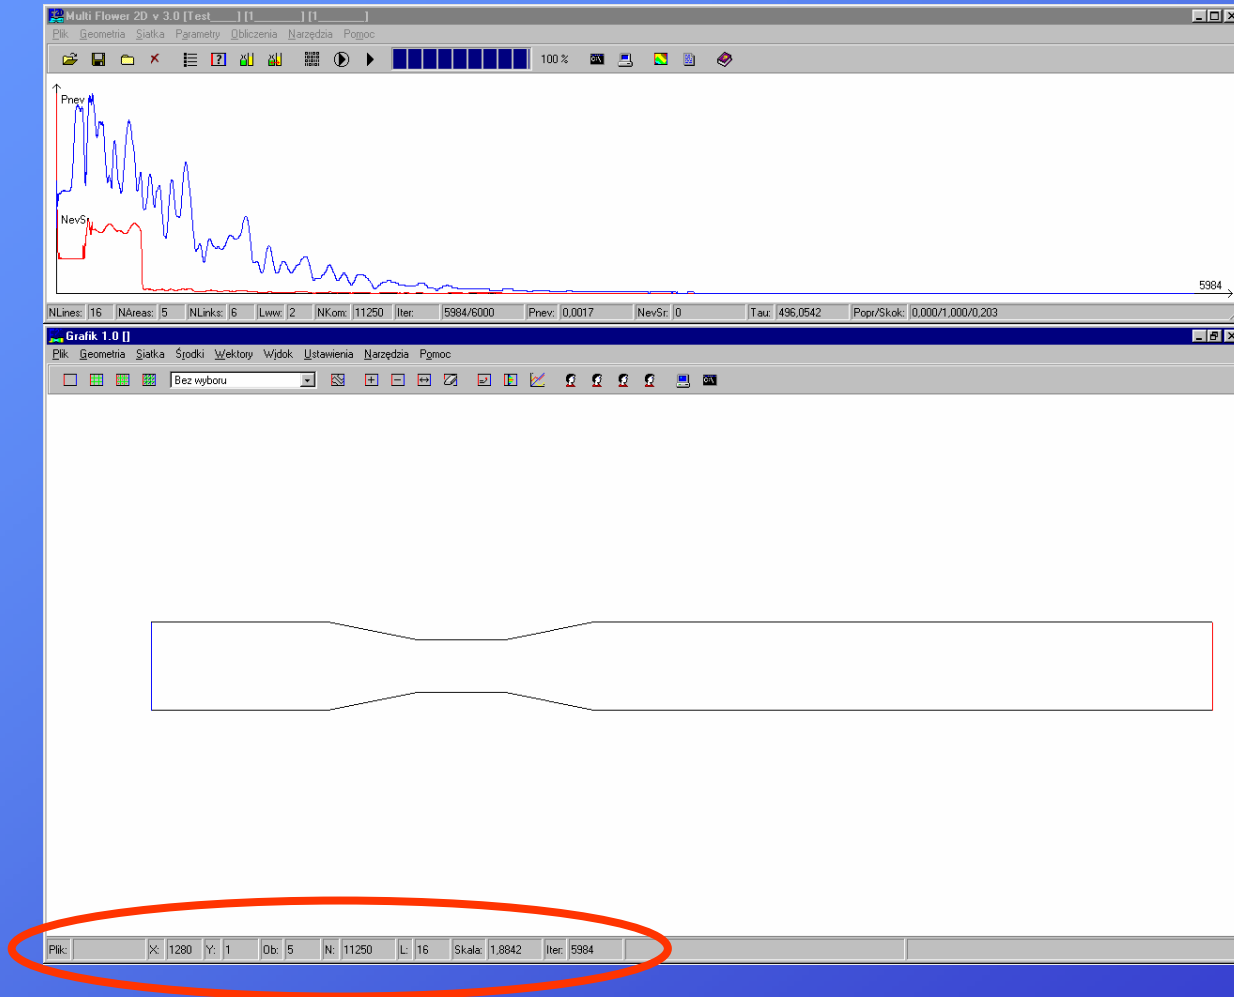 Multi Flower 2D v 3.0 [Test____] [1_______] [1_______]
Plik Geometria Siatka Parametry Obliczenia Narzędzia Pomoc
100 %
Pnev
NevSr
5984
NLines: 16 NAreas: 5 NLinks: 6 Lww: 2 NKom: 11250 Iter: 5984/6000 Pnev: 0,0017 NevSr: 0 Tau: 496,0542 Popr/Skok: 0,000/1,000/0,203
Grafik 1.0 []
Plik Geometria Siatka Środki Wektory Widok Ustawienia Narzędzia Pomoc
Bez wyboru
Plik: X: 1280 Y: 1 Ob: 5 N: 11250 L: 16 Skala: 1,8842 Iter: 5984